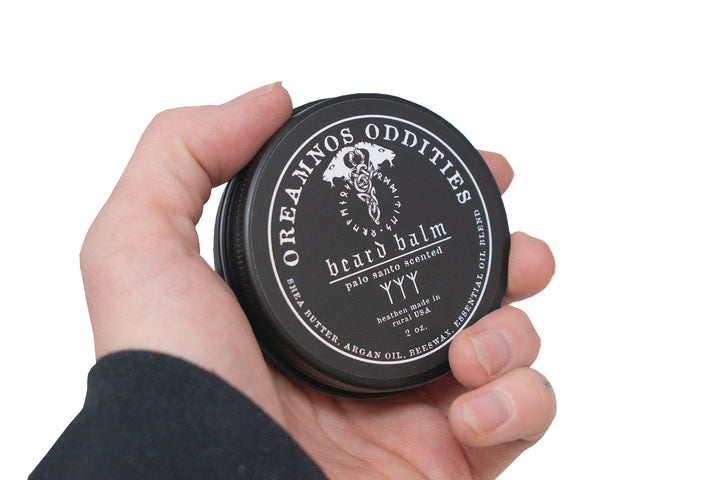 OREAMNOS ODDITIES
beard balm
palo santo scented
ᛉᛉᛉ
heathen made in
rural USA
2 oz.
SHEA BUTTER, ARGAN OIL, BEESWAX, ESSENTIAL OIL BLEND